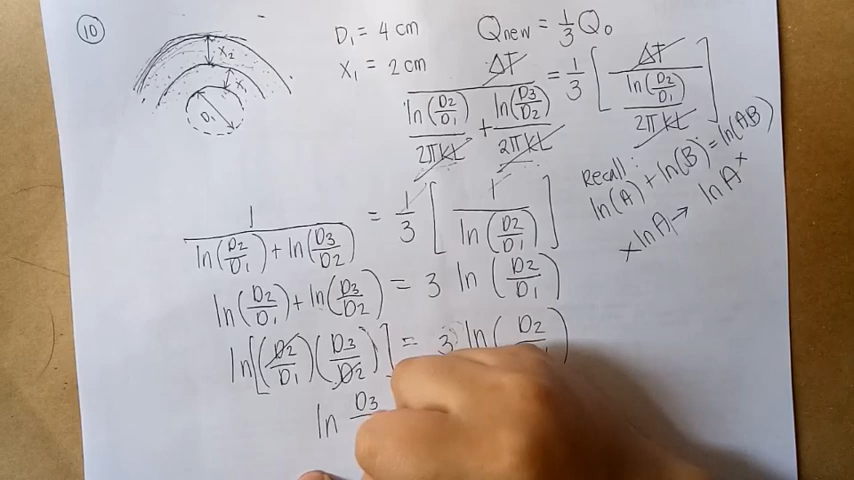 10
X2
X1
D1
D1 = 4 cm
X1 = 2 cm
Qnew = 1/3 Qo
ΔT / [ln(D2/D1)/2πKL + ln(D3/D2)/2πKL] = 1/3 [ΔT / (ln(D2/D1)/2πKL)]
Recall:
ln(A) + ln(B) = ln(AB)
x lnA → ln A^x
1 / [ln(D2/D1) + ln(D3/D2)] = 1/3 [1 / ln(D2/D1)]
ln(D2/D1) + ln(D3/D2) = 3 ln(D2/D1)
ln[(D2/D1)(D3/D2)] = 3 ln(D2
ln D3